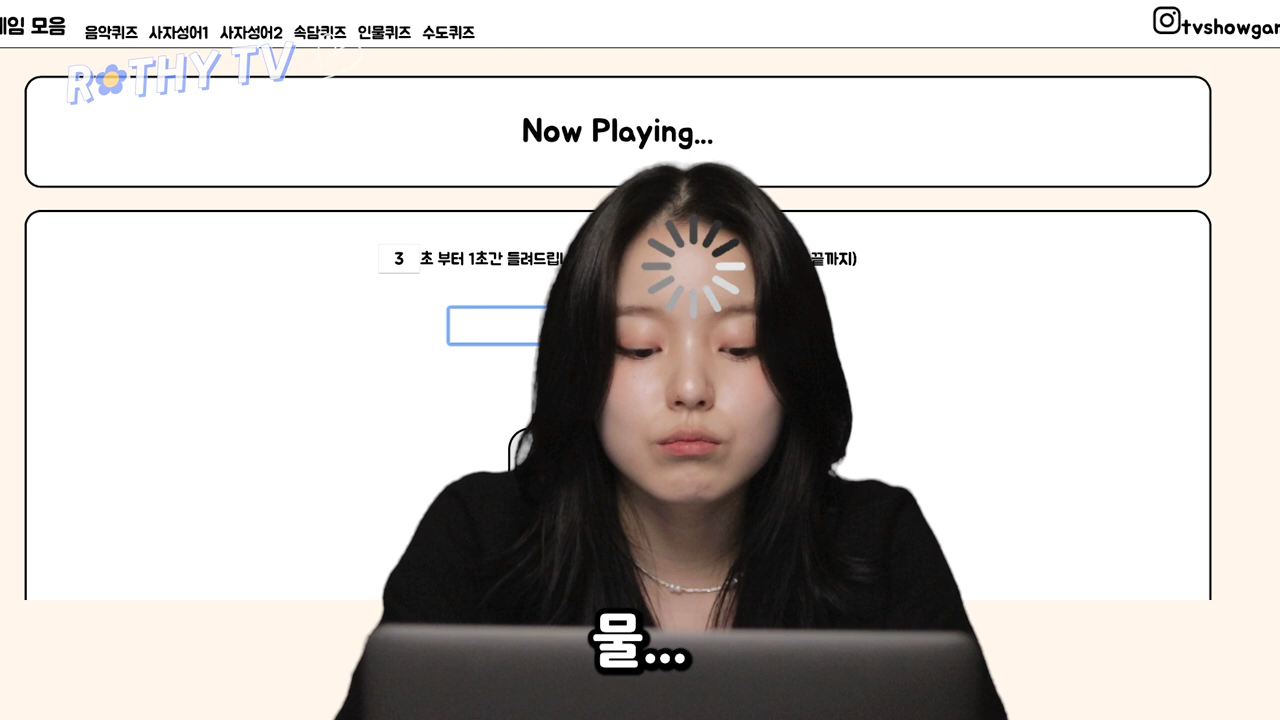 게임 모음 음악퀴즈 사자성어1 사자성어2 속담퀴즈 인물퀴즈 수도퀴즈 tvshowgam
ROTHY TV
Now Playing...
3 초 부터 1초간 들려드립니 끝까지)
물...